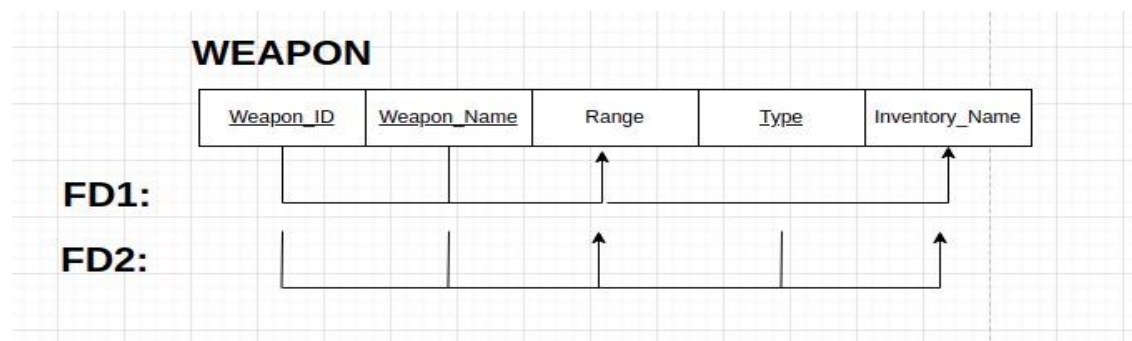 WEAPON
Weapon_ID Weapon_Name Range Type Inventory_Name
FD1:
FD2: